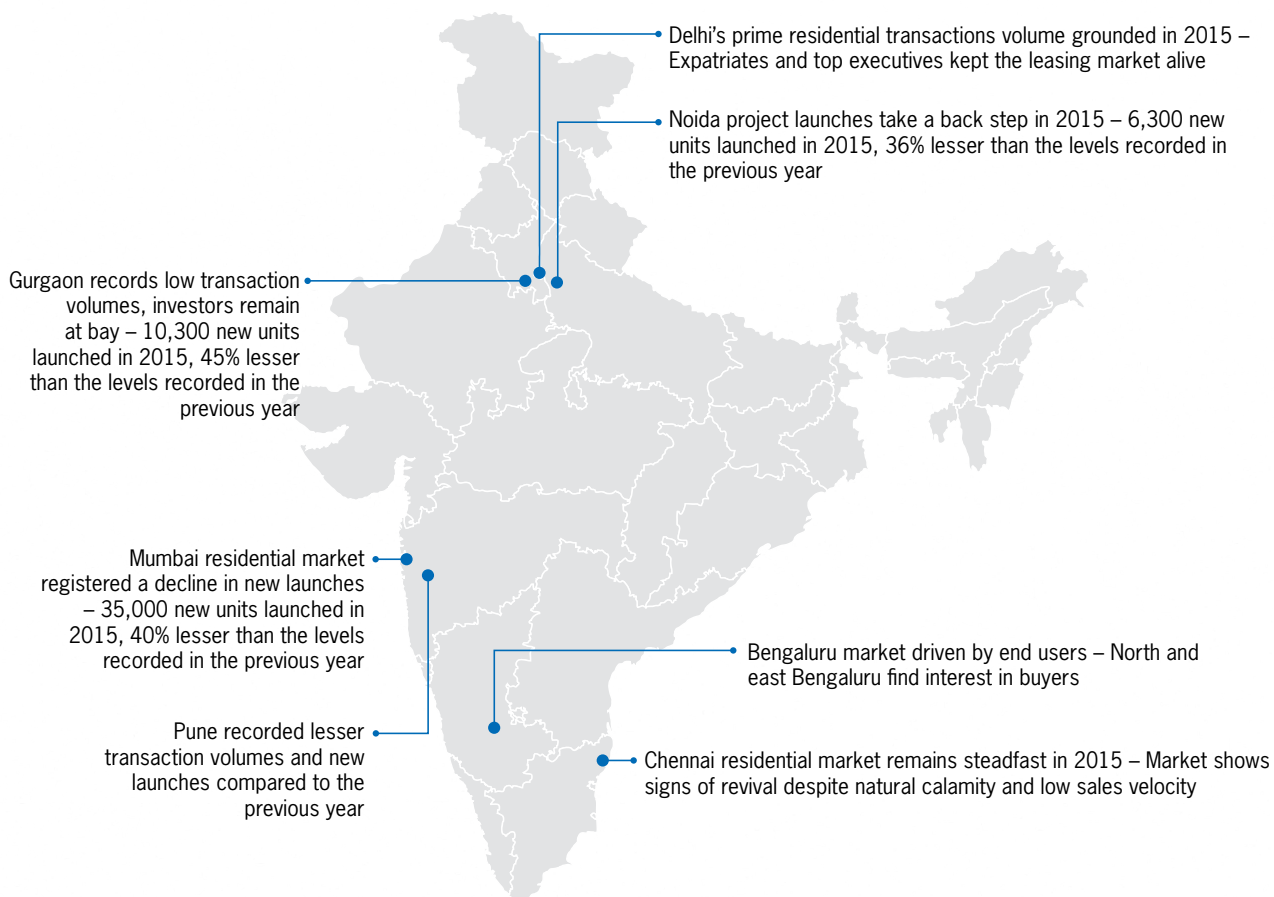 Delhi’s prime residential transactions volume grounded in 2015 –
Expatriates and top executives kept the leasing market alive
Noida project launches take a back step in 2015 – 6,300 new
units launched in 2015, 36% lesser than the levels recorded in
the previous year
Gurgaon records low transaction
volumes, investors remain
at bay – 10,300 new units
launched in 2015, 45% lesser
than the levels recorded in the
previous year
Mumbai residential market
registered a decline in new launches
– 35,000 new units launched in
2015, 40% lesser than the levels
recorded in the previous year
Bengaluru market driven by end users – North and
east Bengaluru find interest in buyers
Pune recorded lesser
transaction volumes and new
launches compared to the
previous year
Chennai residential market remains steadfast in 2015 – Market shows
signs of revival despite natural calamity and low sales velocity